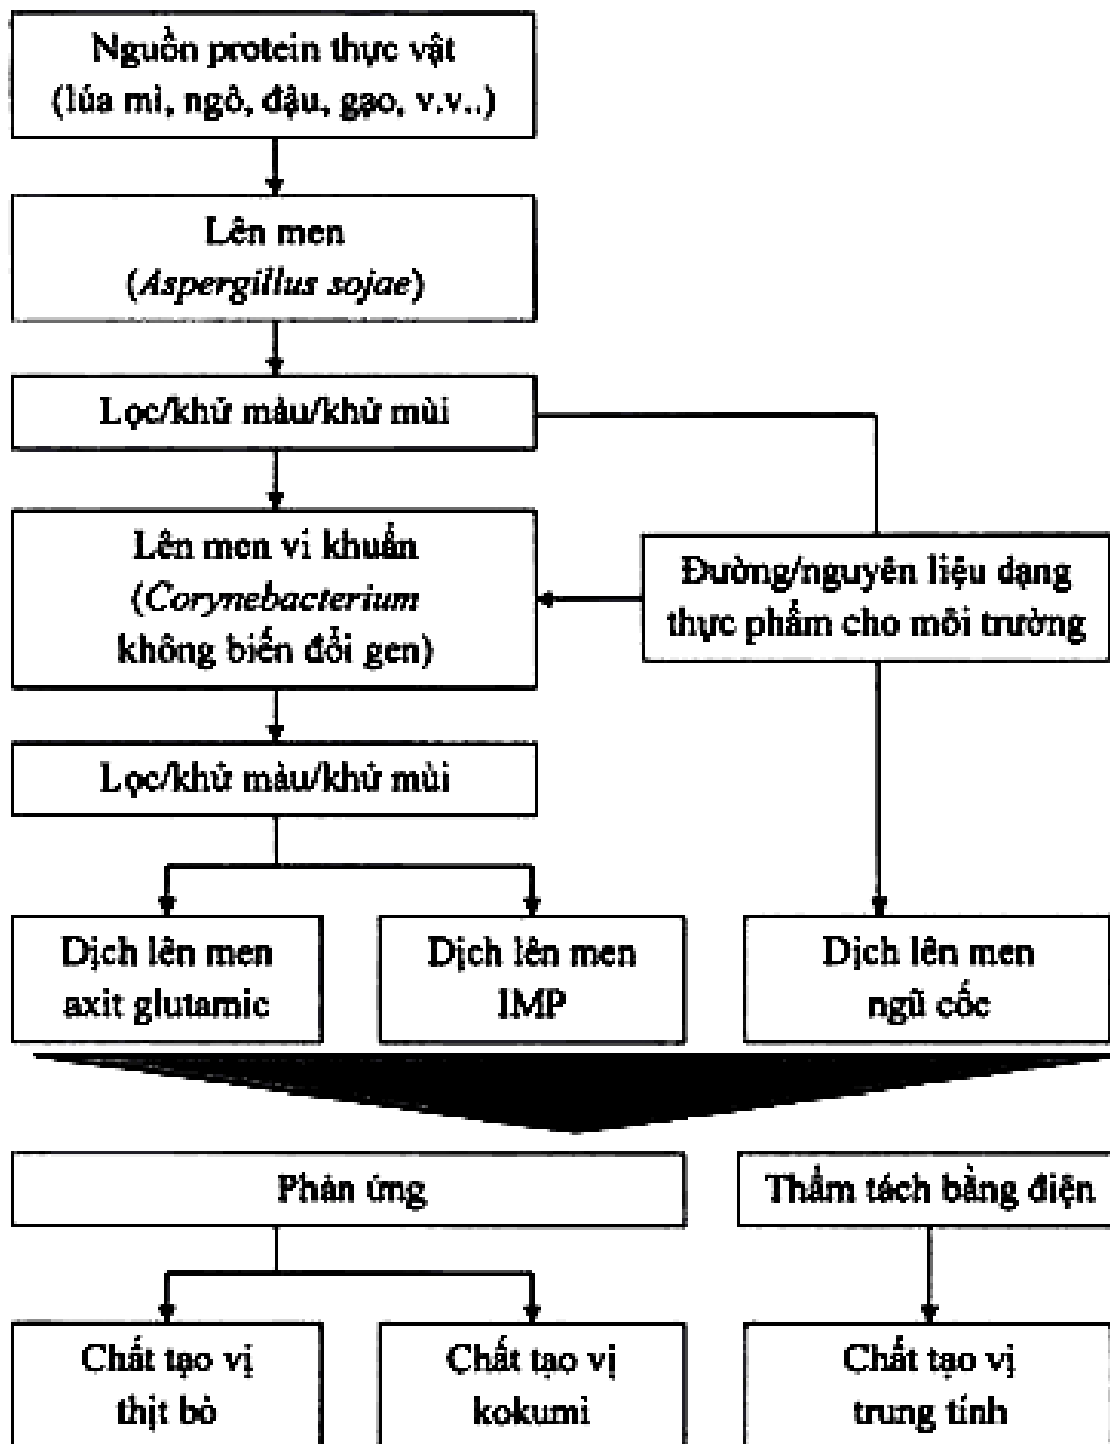 Nguồn protein thực vật
(lúa mì, ngô, đậu, gạo, v.v..)
Lên men
(Aspergillus sojae)
Lọc/khử màu/khử mùi
Lên men vi khuẩn
(Corynebacterium
không biến đổi gen)
Đường/nguyên liệu dạng
thực phẩm cho môi trường
Lọc/khử màu/khử mùi
Dịch lên men
axit glutamic
Dịch lên men
IMP
Dịch lên men
ngũ cốc
Phản ứng
Thẩm tách bằng điện
Chất tạo vị
thịt bò
Chất tạo vị
kokumi
Chất tạo vị
trung tính